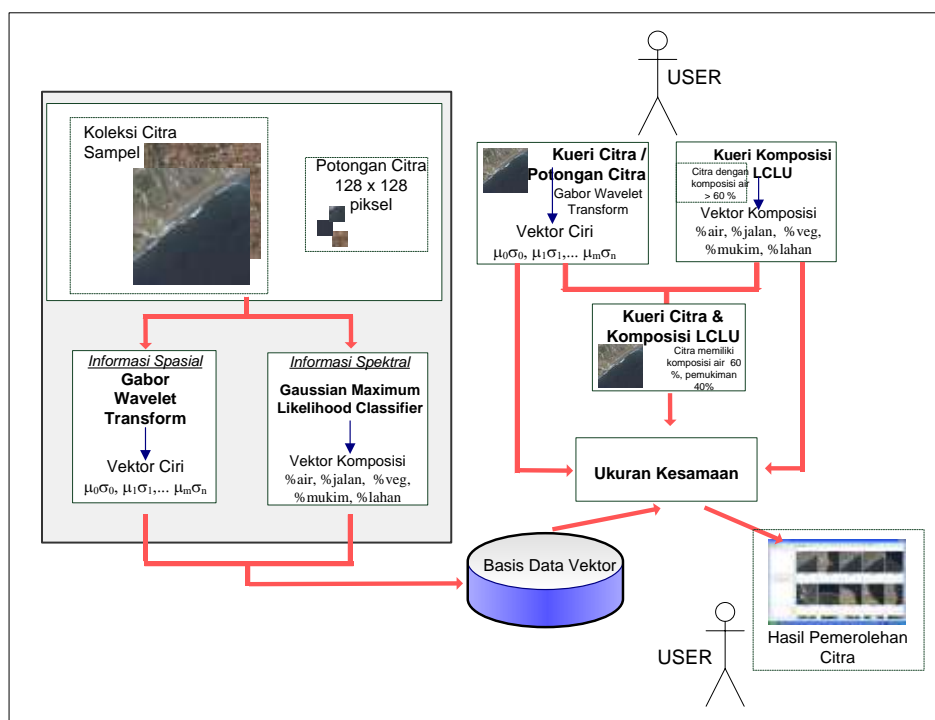 USER
Koleksi Citra
Sampel
Potongan Citra
128 x 128
piksel
Kueri Citra /
Potongan Citra
Gabor Wavelet
Transform
Vektor Ciri
μ0σ0, μ1σ1,... μmσn
Kueri Komposisi
LCLU
Citra dengan
komposisi air
> 60 %
Vektor Komposisi
%air, %jalan, %veg,
%mukim, %lahan
Kueri Citra &
Komposisi LCLU
Citra memiliki
komposisi air 60
%, pemukiman
40%
Informasi Spasial
Gabor
Wavelet
Transform
Vektor Ciri
μ0σ0, μ1σ1,... μmσn
Informasi Spektral
Gaussian Maximum
Likelihood Classifier
Vektor Komposisi
%air, %jalan, %veg,
%mukim, %lahan
Ukuran Kesamaan
Basis Data Vektor
USER
Hasil Pemerolehan
Citra